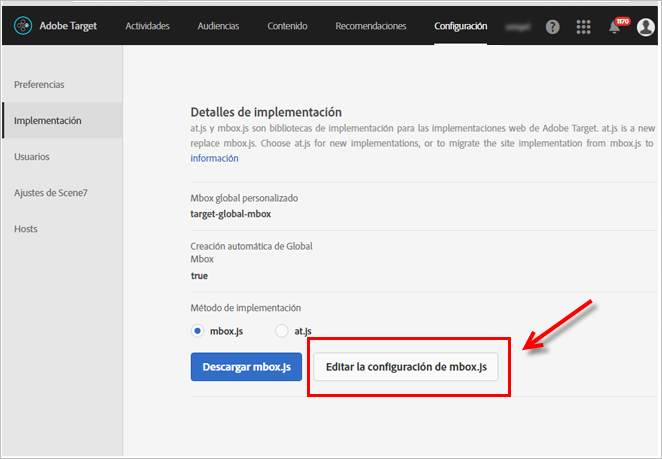 Adobe Target
Actividades
Audiencias
Contenido
Recomendaciones
Configuración
?
1170
Preferencias
Implementación
Usuarios
Ajustes de Scene7
Hosts
Detalles de implementación
at.js y mbox.js son bibliotecas de implementación para las implementaciones web de Adobe Target. at.js is a new
replace mbox.js. Choose at.js for new implementations, or to migrate the site implementation from mbox.js to
información
Mbox global personalizado
target-global-mbox
Creación automática de Global
Mbox
true
Método de implementación
mbox.js
at.js
Descargar mbox.js
Editar la configuración de mbox.js